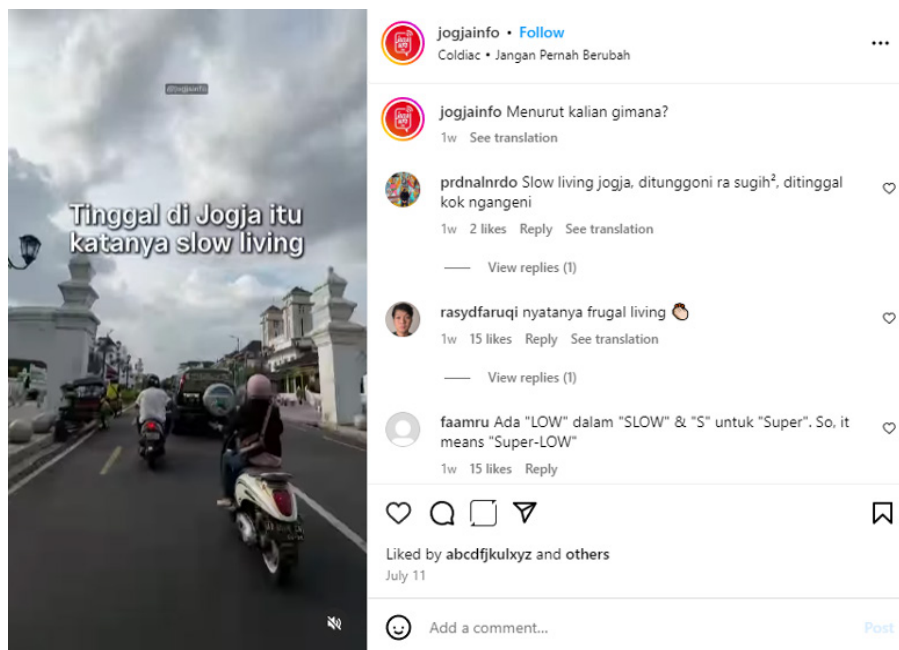 @jogjainfo
Tinggal di Jogja itu
katanya slow living
jogjainfo • Follow
Coldiac • Jangan Pernah Berubah
jogjainfo Menurut kalian gimana?
1w See translation
prdnalnrdo Slow living jogja, ditunggoni ra sugih², ditinggal
kok ngangeni
1w 2 likes Reply See translation
View replies (1)
rasydfaruqi nyatanya frugal living
1w 15 likes Reply See translation
View replies (1)
faamru Ada "LOW" dalam "SLOW" & "S" untuk "Super". So, it
means "Super-LOW"
1w 15 likes Reply
Liked by abcdfjkulxyz and others
July 11
Add a comment...
Post